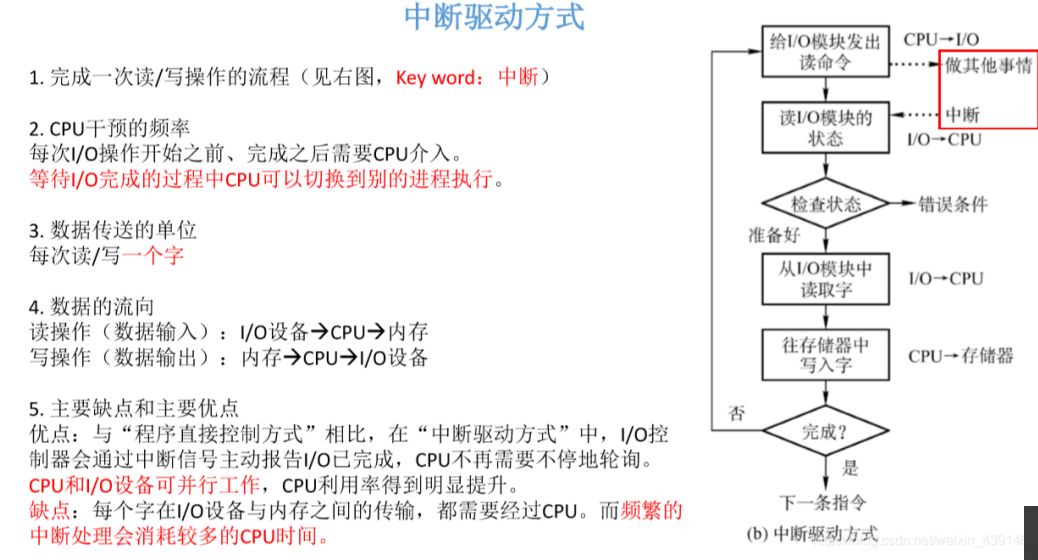 中断驱动方式
1. 完成一次读/写操作的流程（见右图，Key word：中断）
2. CPU干预的频率
每次I/O操作开始之前、完成之后需要CPU介入。
等待I/O完成的过程中CPU可以切换到别的进程执行。
3. 数据传送的单位
每次读/写一个字
4. 数据的流向
读操作（数据输入）：I/O设备→CPU→内存
写操作（数据输出）：内存→CPU→I/O设备
5. 主要缺点和主要优点
优点：与“程序直接控制方式”相比，在“中断驱动方式”中，I/O控
制器会通过中断信号主动报告I/O已完成，CPU不再需要不停地轮询。
CPU和I/O设备可并行工作，CPU利用率得到明显提升。
缺点：每个字在I/O设备与内存之间的传输，都需要经过CPU。而频繁的
中断处理会消耗较多的CPU时间。
给I/O模块发出
读命令
CPU→I/O
做其他事情
读I/O模块的
状态
中断
I/O→CPU
检查状态
错误条件
准备好
从I/O模块中
读取字
I/O→CPU
往存储器中
写入字
CPU→存储器
否
完成？
是
下一条指令
(b) 中断驱动方式